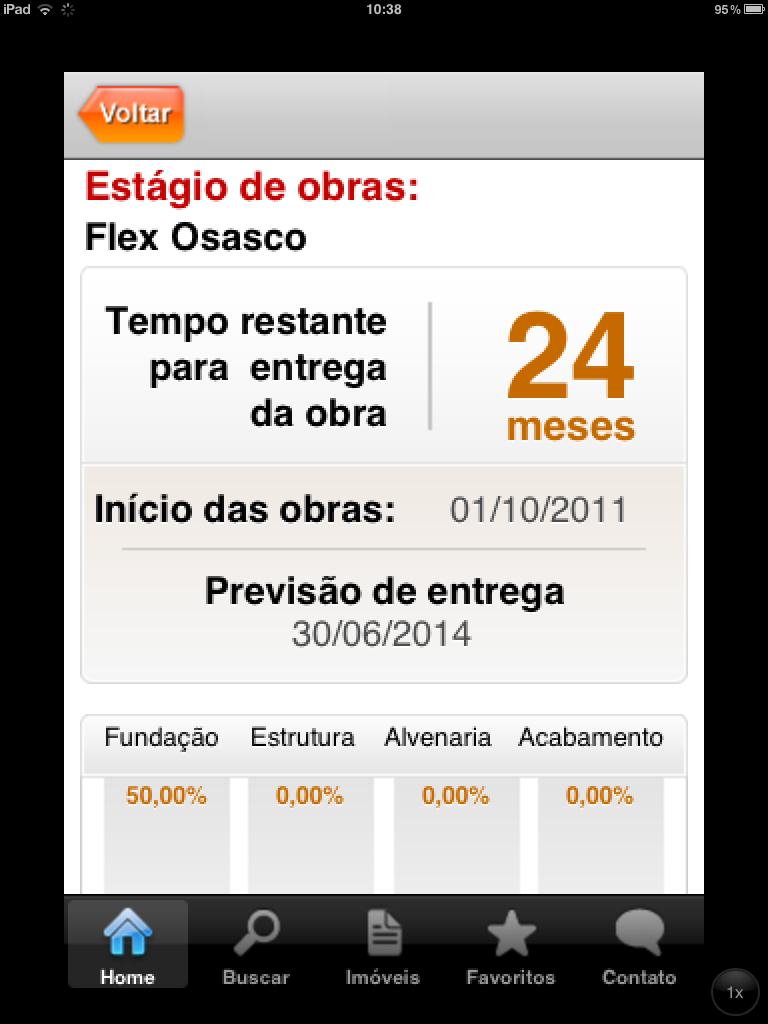 iPad 10:38 95%
Voltar
Estágio de obras:
Flex Osasco
Tempo restante
para entrega
da obra
24
meses
Início das obras: 01/10/2011
Previsão de entrega
30/06/2014
Fundação Estrutura Alvenaria Acabamento
50,00% 0,00% 0,00% 0,00%
Home Buscar Imóveis Favoritos Contato
1x